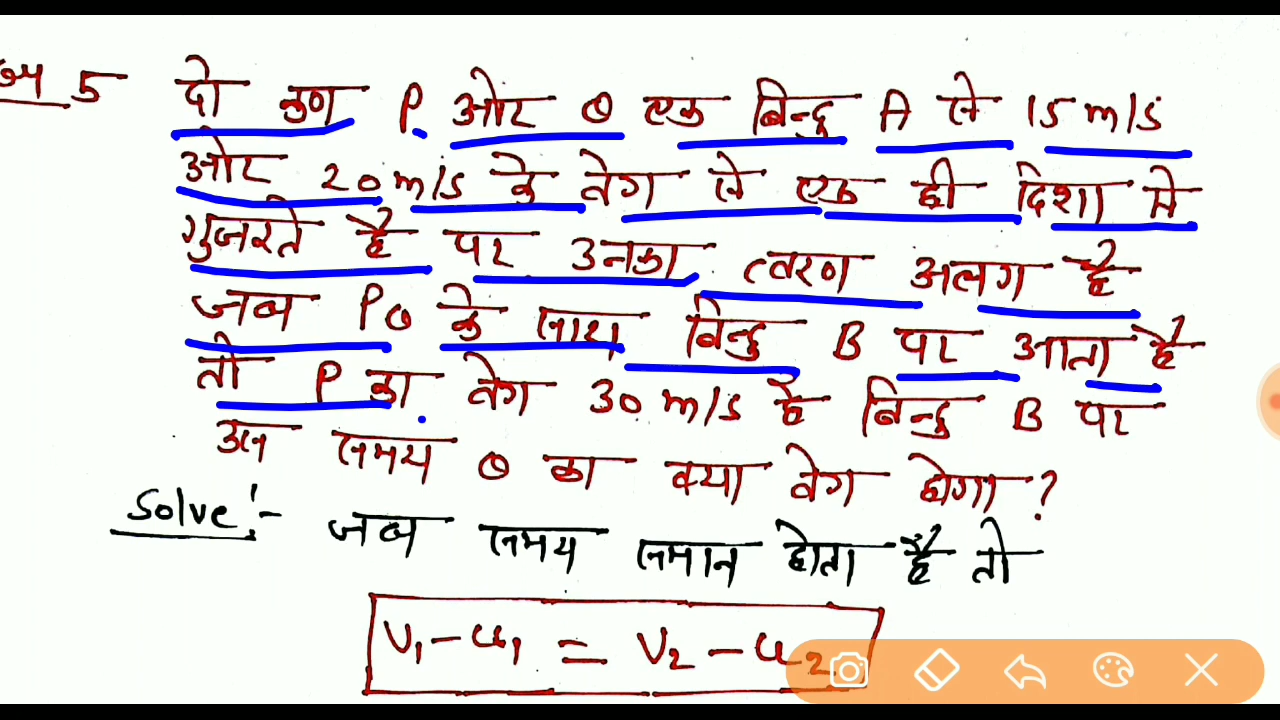 5 दो कण P और Q एक बिन्दु A से 15 m/s
और 20 m/s के वेग से एक ही दिशा मे
गुजरते है पर उनका त्वरण अलग है
जब PQ के साथ बिन्दु B पर आता है
तो P का वेग 30 m/s है बिन्दु B पर
उस समय Q का क्या वेग होगा?
Solve:- जब समय समान होता है तो
V₁-u₁ = V₂-u₂